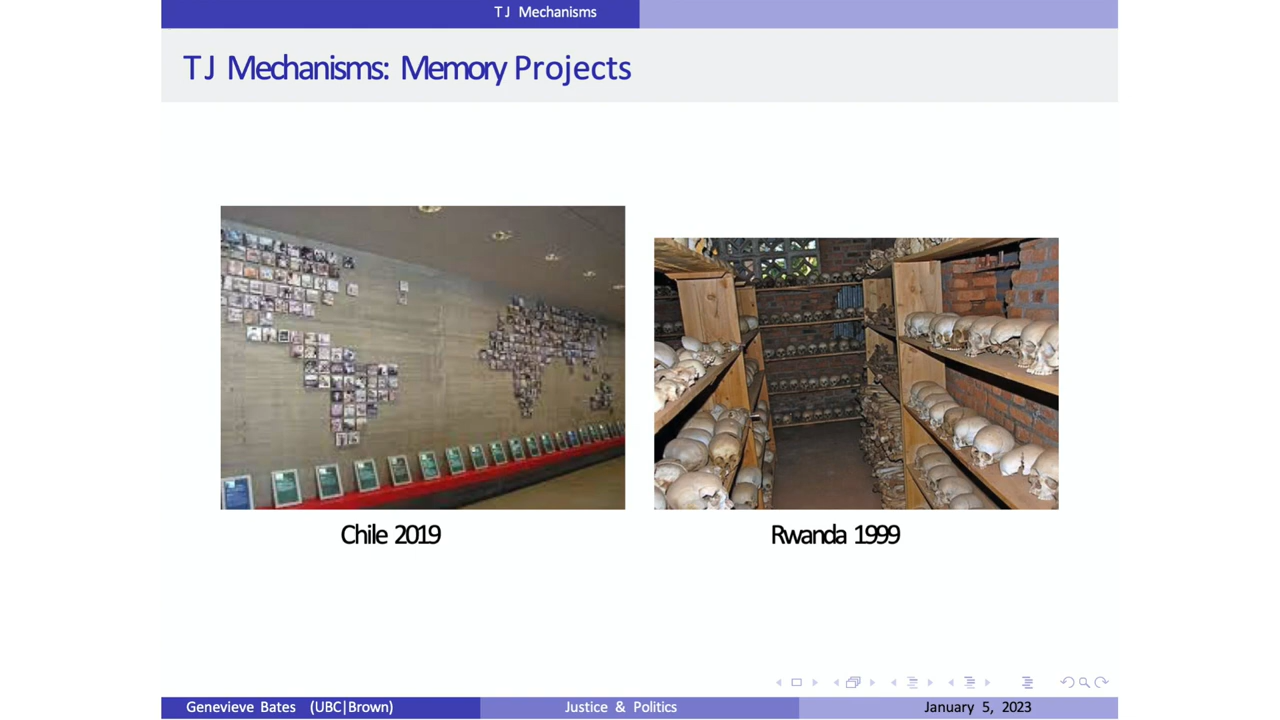 TJ Mechanisms
TJ Mechanisms: Memory Projects
Chile 2019
Rwanda 1999
Genevieve Bates (UBC|Brown)
Justice & Politics
January 5, 2023